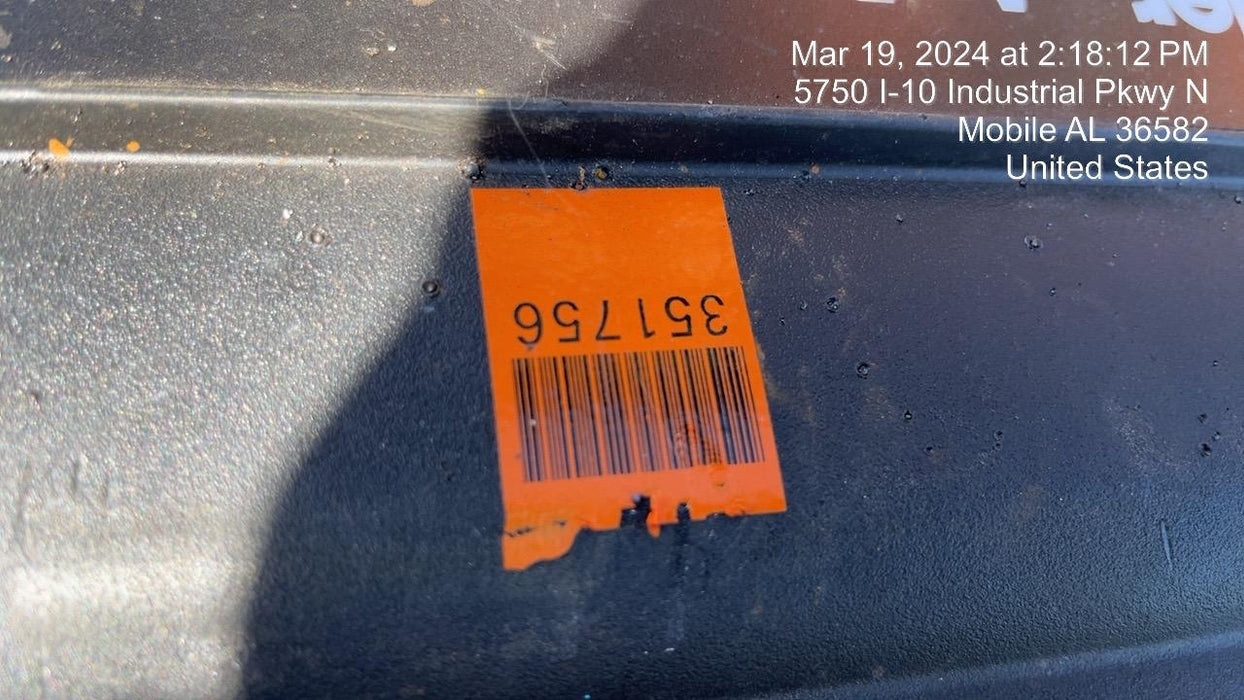 Mar 19, 2024 at 2:18:12 PM
5750 I-10 Industrial Pkwy N
Mobile AL 36582
United States
351756